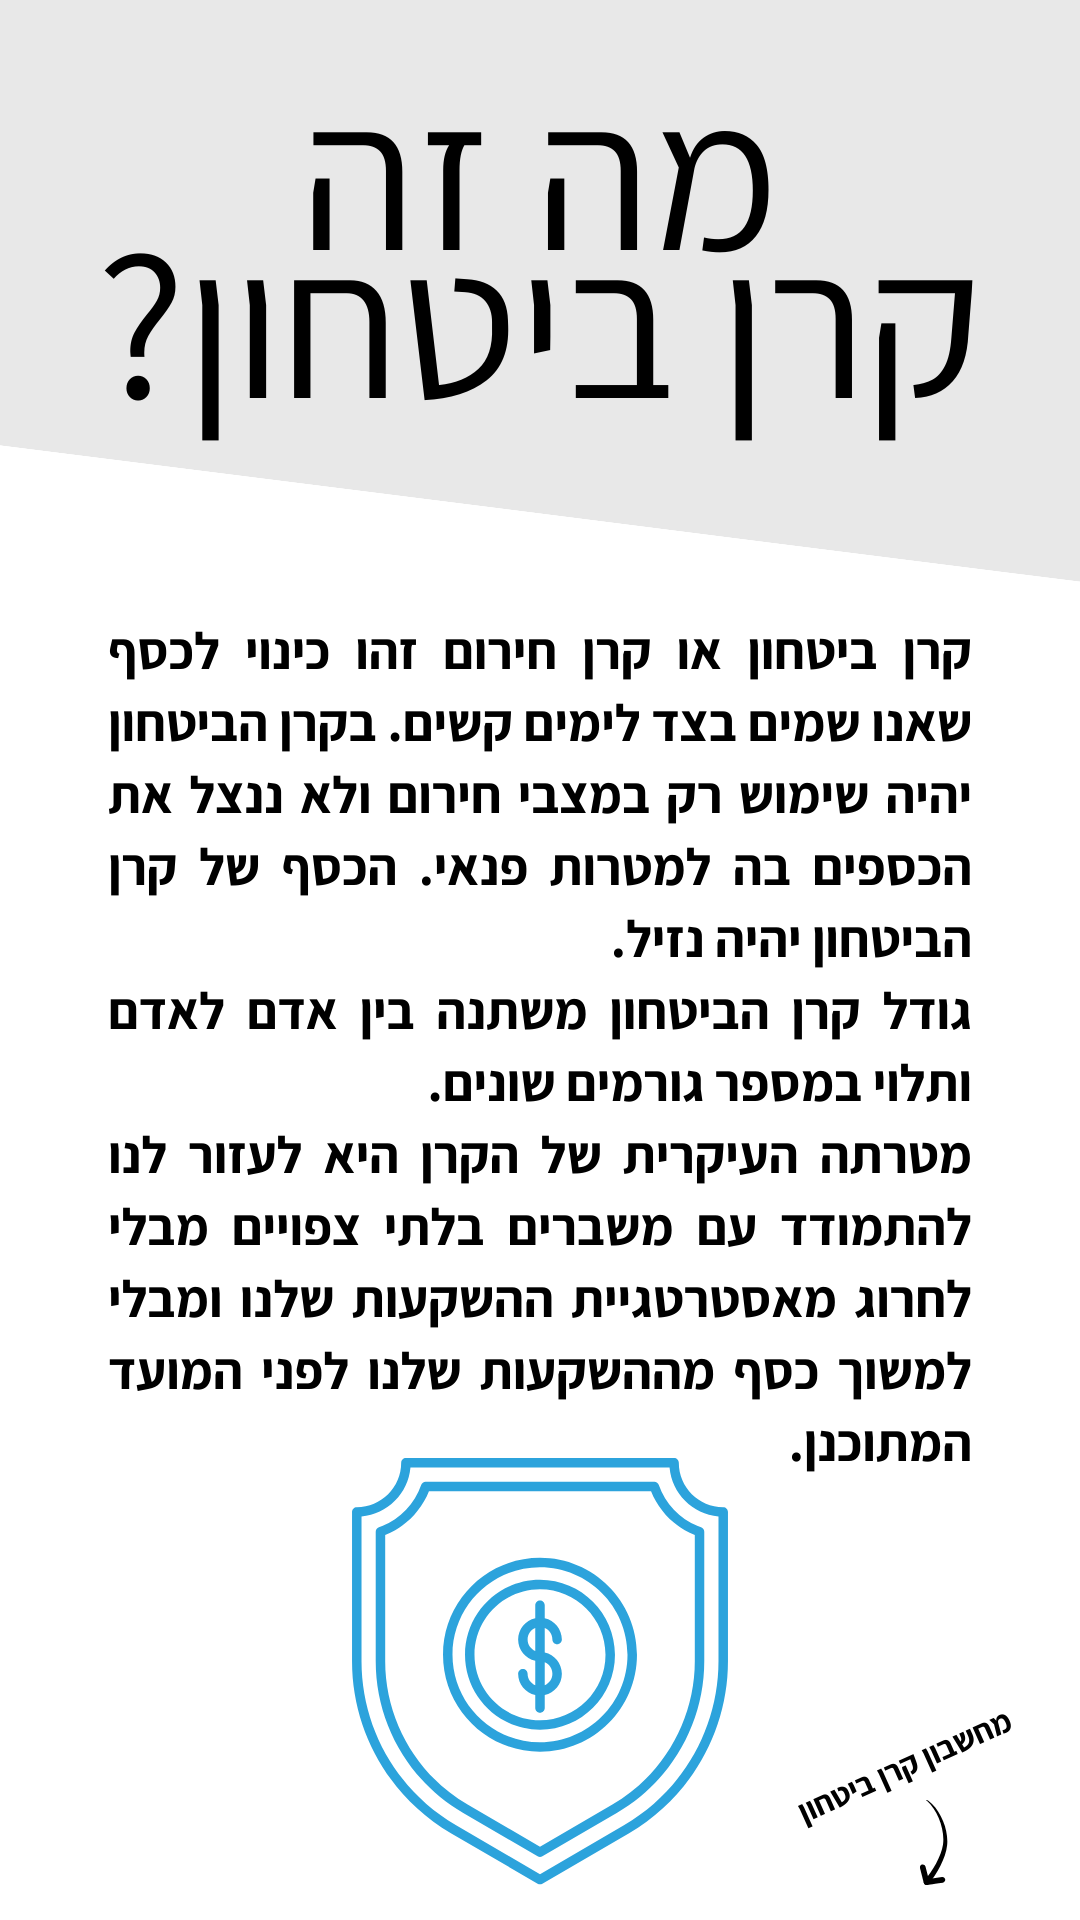 מה זה
קרן ביטחון?
קרן ביטחון או קרן חירום זהו כינוי לכסף
שאנו שמים בצד לימים קשים. בקרן הביטחון
יהיה שימוש רק במצבי חירום ולא ננצל את
הכספים בה למטרות פנאי. הכסף של קרן
הביטחון יהיה נזיל.
גודל קרן הביטחון משתנה בין אדם לאדם
ותלוי במספר גורמים שונים.
מטרתה העיקרית של הקרן היא לעזור לנו
להתמודד עם משברים בלתי צפויים מבלי
לחרוג מאסטרטגיית ההשקעות שלנו ומבלי
למשוך כסף מההשקעות שלנו לפני המועד
המתוכנן.
$
מחשבון קרן ביטחון